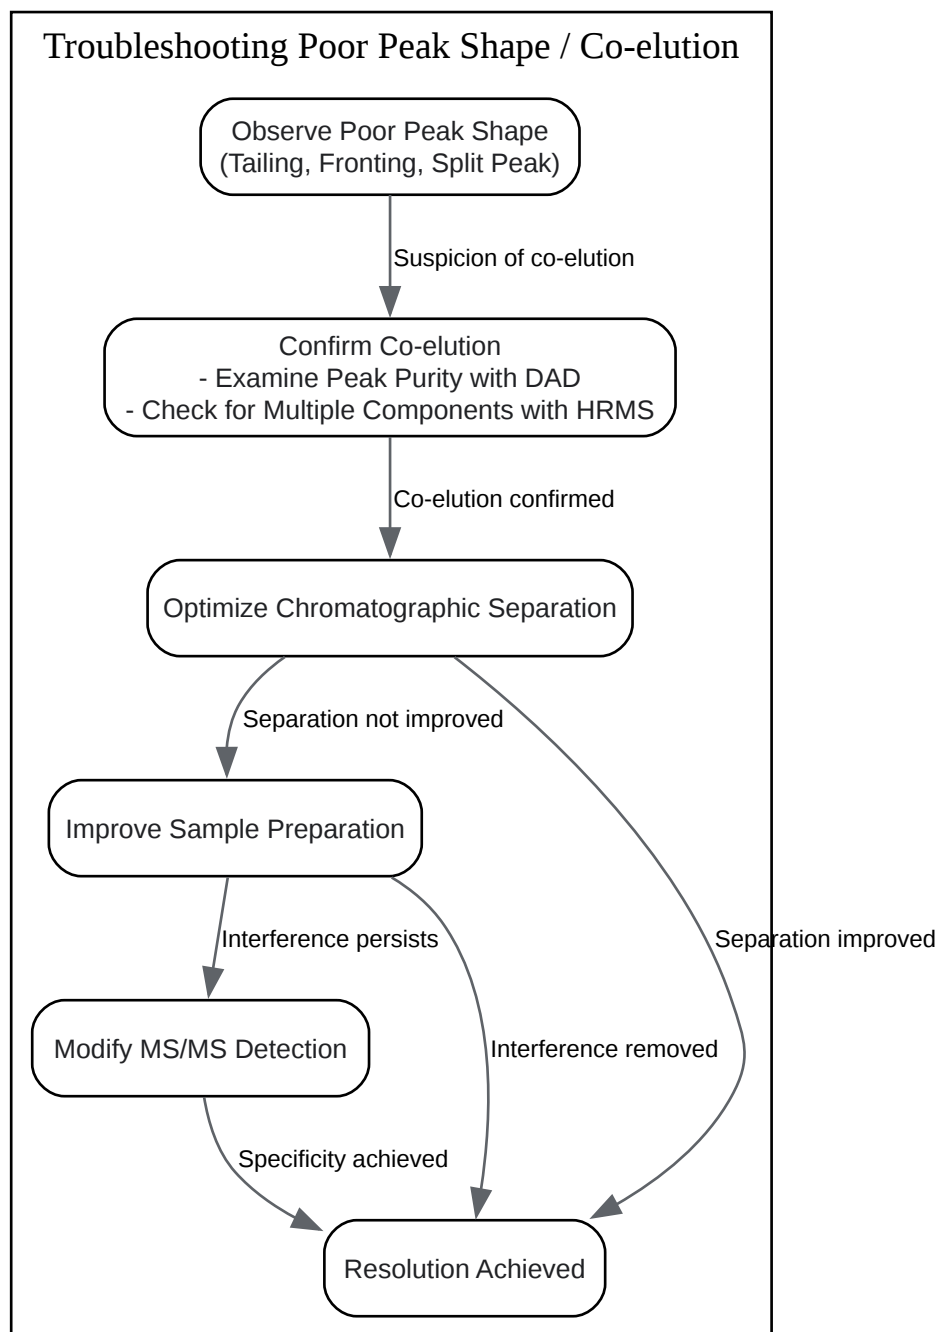 Troubleshooting Poor Peak Shape / Co-elution
Observe Poor Peak Shape
(Tailing, Fronting, Split Peak)
Suspicion of co-elution
Confirm Co-elution
- Examine Peak Purity with DAD
- Check for Multiple Components with HRMS
Co-elution confirmed
Optimize Chromatographic Separation
Separation not improved
Improve Sample Preparation
Interference persists
Separation improved
Modify MS/MS Detection
Interference removed
Specificity achieved
Resolution Achieved